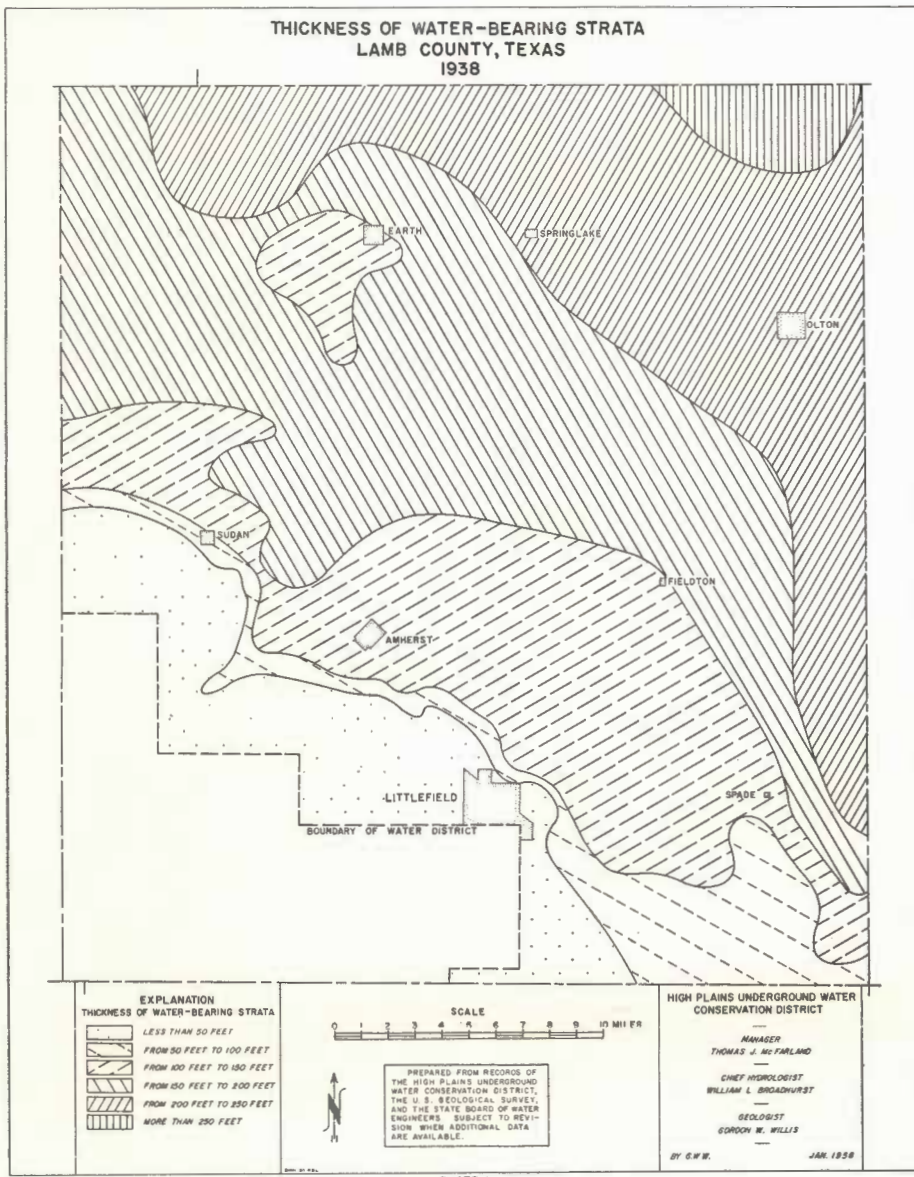 THICKNESS OF WATER-BEARING STRATA
LAMB COUNTY, TEXAS
1938
EARTH
SPRINGLAKE
OLTON
SUDAN
FIELDTON
AMHERST
SPADE
LITTLEFIELD
BOUNDARY OF WATER DISTRICT
EXPLANATION
THICKNESS OF WATER-BEARING STRATA
LESS THAN 50 FEET
FROM 50 FEET TO 100 FEET
FROM 100 FEET TO 150 FEET
FROM 150 FEET TO 200 FEET
FROM 200 FEET TO 250 FEET
MORE THAN 250 FEET
SCALE
0 1 2 3 4 5 6 7 8 9 10 MILES
N
PREPARED FROM RECORDS OF
THE HIGH PLAINS UNDERGROUND
WATER CONSERVATION DISTRICT,
THE U. S. GEOLOGICAL SURVEY,
AND THE STATE BOARD OF WATER
ENGINEERS. SUBJECT TO REVI-
SION WHEN ADDITIONAL DATA
ARE AVAILABLE.
HIGH PLAINS UNDERGROUND WATER
CONSERVATION DISTRICT
MANAGER
THOMAS J. McFARLAND
CHIEF HYDROLOGIST
WILLIAM L. BROADHURST
GEOLOGIST
GORDON W. WILLIS
BY G.W.W. JAN. 1958